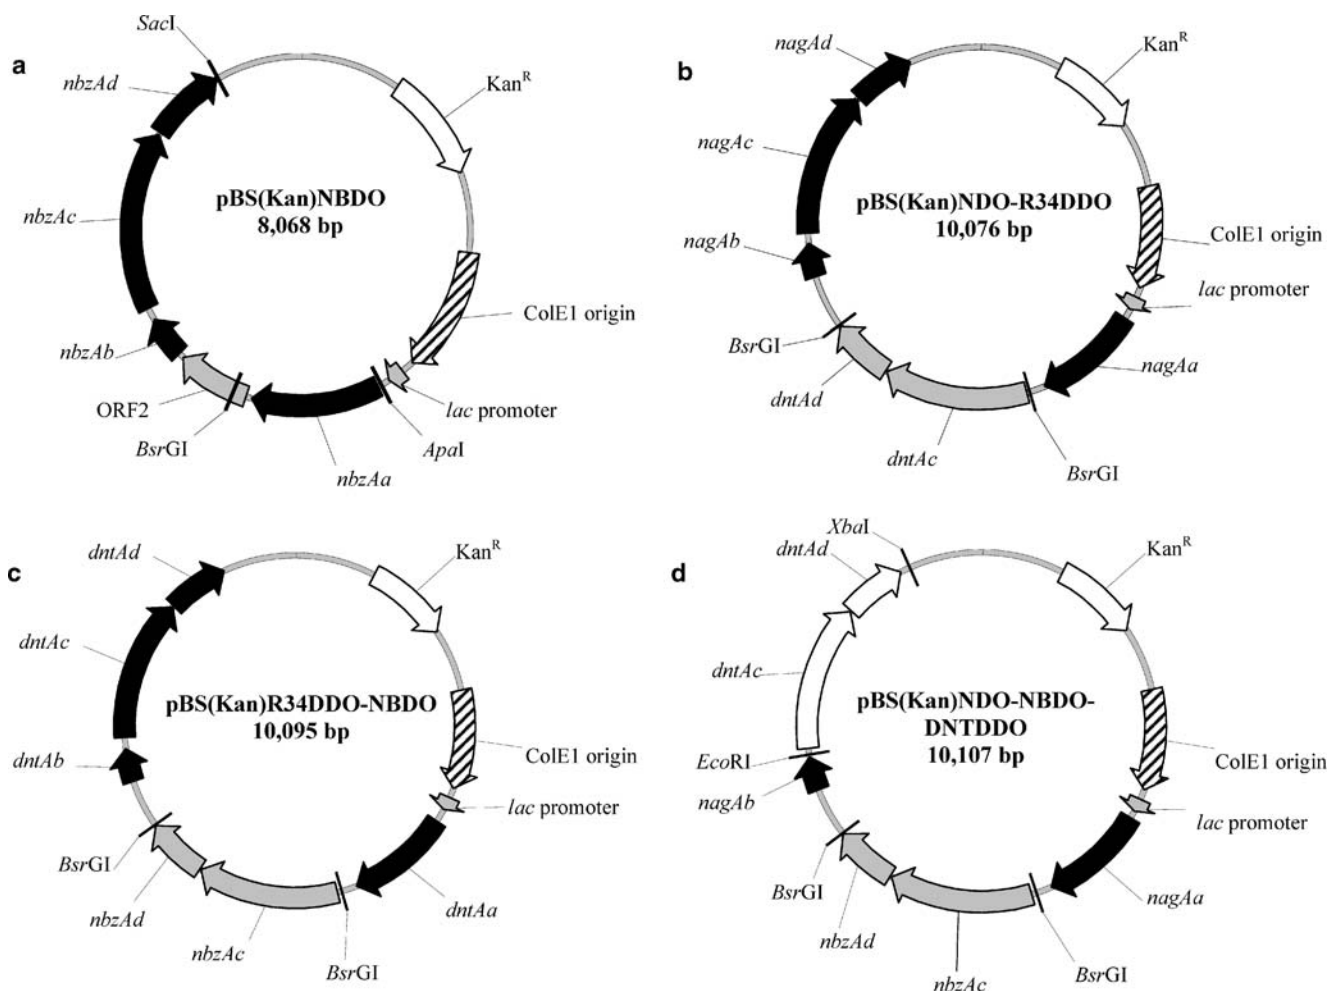 a
SacI
nbzAd
Kan^R
nbzAc
pBS(Kan)NBDO
8,068 bp
ColE1 origin
nbzAb
ORF2
lac promoter
BsrGI
ApaI
nbzAa
b
nagAd
Kan^R
nagAc
pBS(Kan)NDO-R34DDO
10,076 bp
ColE1 origin
nagAb
lac promoter
BsrGI
nagAa
dntAd
dntAc
BsrGI
c
dntAd
Kan^R
dntAc
pBS(Kan)R34DDO-NBDO
10,095 bp
ColE1 origin
dntAb
lac promoter
BsrGI
nbzAd
dntAa
nbzAc
BsrGI
d
XbaI
dntAd
Kan^R
dntAc
pBS(Kan)NDO-NBDO-
DNTDDO
10,107 bp
EcoRI
ColE1 origin
nagAb
lac promoter
BsrGI
nagAa
nbzAd
nbzAc
BsrGI